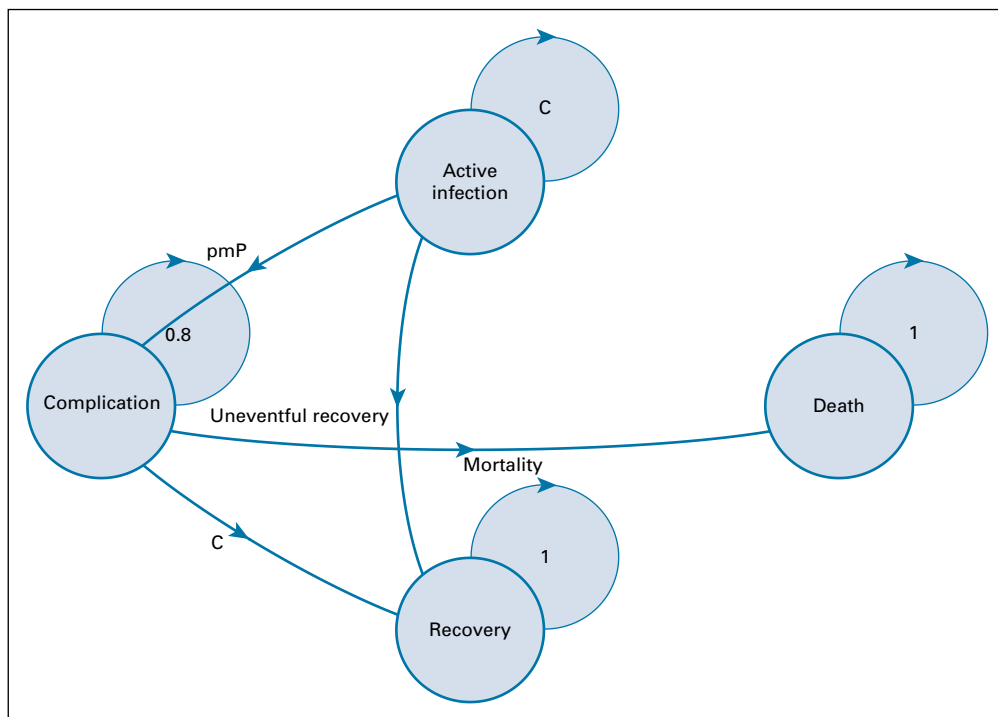 C
Active
infection
pmP
0.8
1
Complication
Death
Uneventful recovery
Mortality
C
1
Recovery